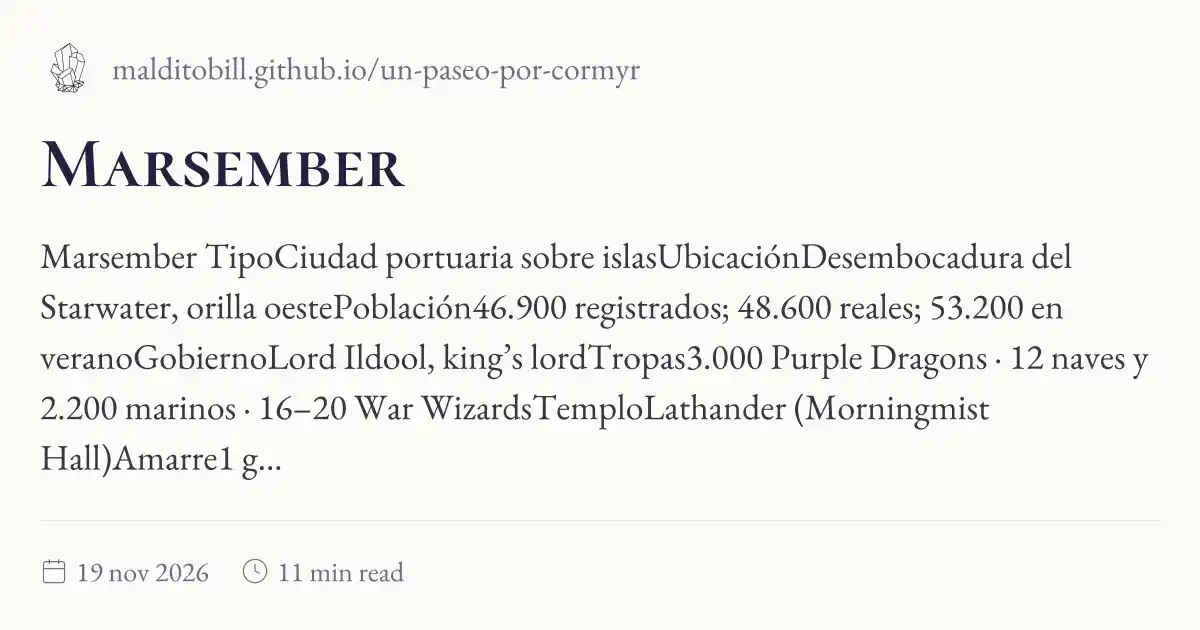 malditobill.github.io/un-paseo-por-cormyr
Marsember
Marsember TipoCiudad portuaria sobre islasUbicaciónDesembocadura del
Starwater, orilla oestePoblación46.900 registrados; 48.600 reales; 53.200 en
veranoGobiernoLord Ildool, king’s lordTropas3.000 Purple Dragons · 12 naves y
2.200 marinos · 16–20 War WizardsTemploLathander (Morningmist
Hall)Amarre1 g...
19 nov 2026 11 min read